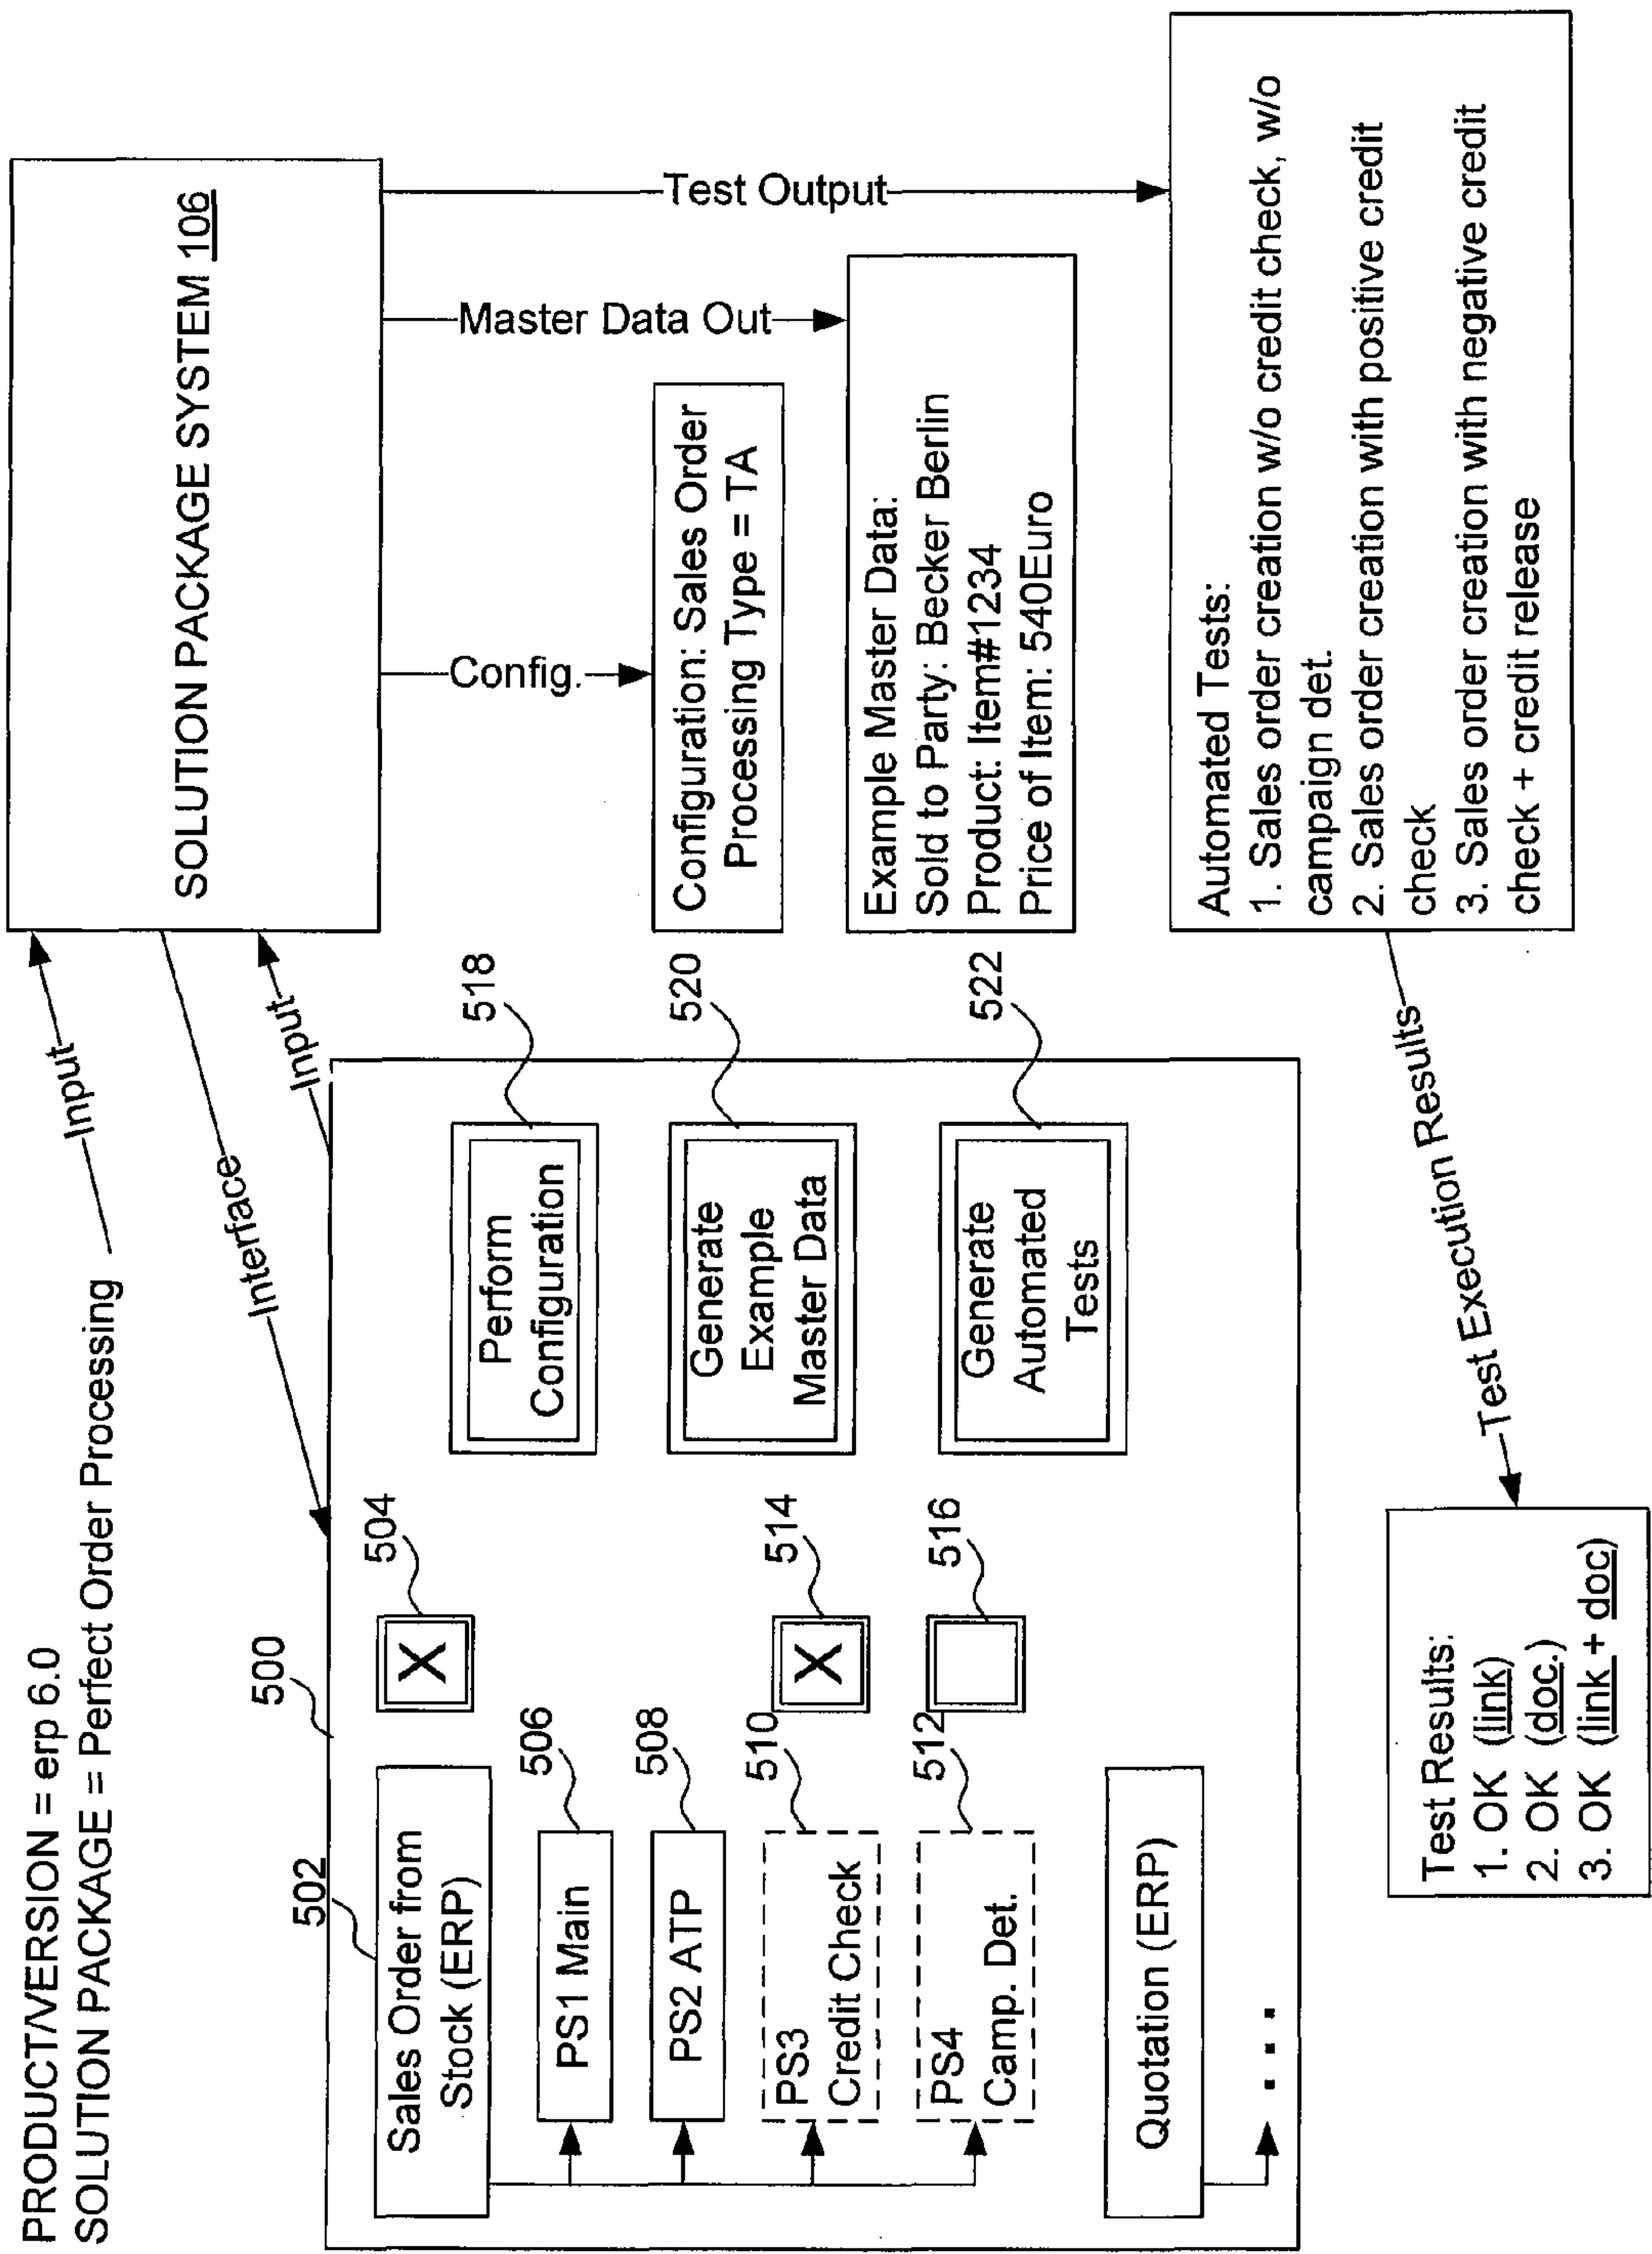 PRODUCT/VERSION = erp 6.0
SOLUTION PACKAGE = Perfect Order Processing
Input
Interface
Input
SOLUTION PACKAGE SYSTEM 106
500
502
Sales Order from
Stock (ERP)
X
504
PS1 Main
506
PS2 ATP
508
PS3
Credit Check
510
X
514
PS4
Camp. Det.
512
516
Quotation (ERP)
...
Perform
Configuration
518
Generate
Example
Master Data
520
Generate
Automated
Tests
522
Config.
Configuration: Sales Order
Processing Type = TA
Master Data Out
Example Master Data:
Sold to Party: Becker Berlin
Product: Item#1234
Price of Item: 540Euro
Test Output
Automated Tests:
1. Sales order creation w/o credit check, w/o
campaign det.
2. Sales order creation with positive credit
check
3. Sales order creation with negative credit
check + credit release
Test Execution Results
Test Results:
1. OK (link)
2. OK (doc.)
3. OK (link + doc)